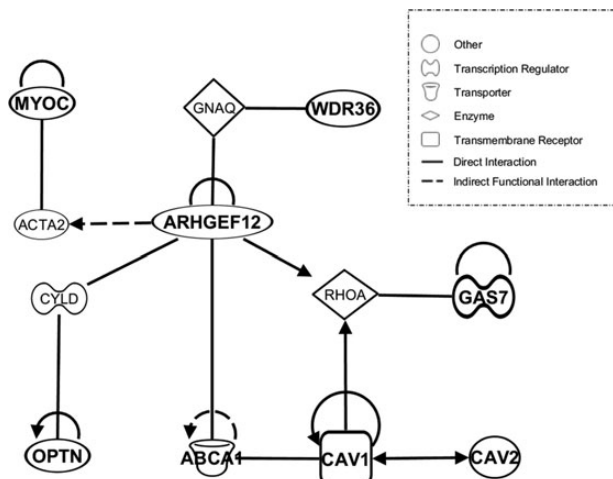 MYOC
GNAQ
WDR36
ACTA2
ARHGEF12
CYLD
RHOA
GAS7
OPTN
ABCA1
CAV1
CAV2
Other
Transcription Regulator
Transporter
Enzyme
Transmembrane Receptor
Direct Interaction
Indirect Functional Interaction